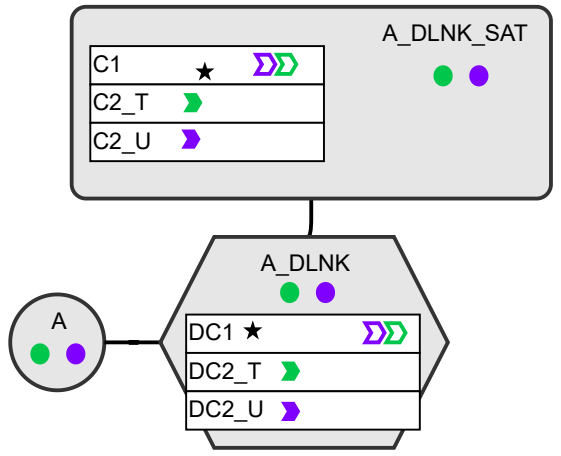 A_DLNK_SAT
C1
C2_T
C2_U
A_DLNK
A
DC1
DC2_T
DC2_U